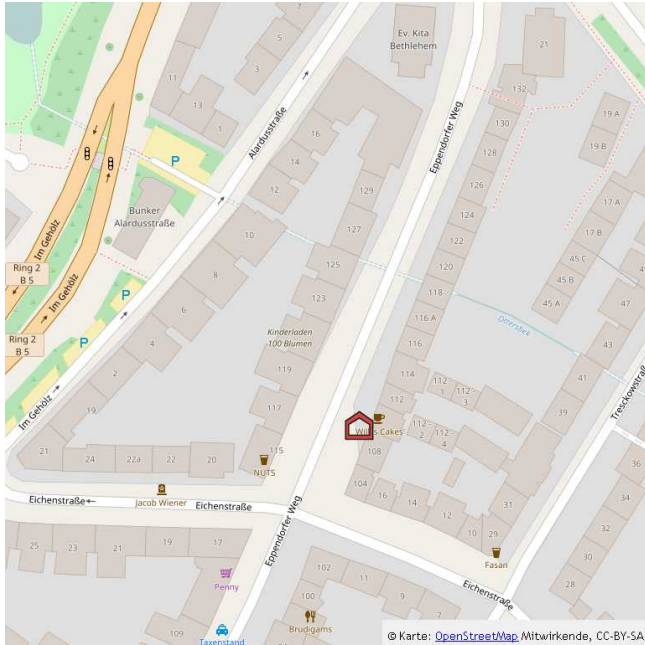 7
5
3
11
13
1
Ev. Kita
Bethlehem
21
132
130
128
126
124
122
120
118
116 A
116
114
112
19 A
19 B
17 A
17 B
45 C
45 B
45 A
47
43
41
39
Alardusstraße
Eppendorfer Weg
P
16
14
12
129
127
125
123
119
117
115
Bunker
Alardusstraße
10
8
6
4
2
19
Im Gehölz
Ring 2
B 5
Im Gehölz
Ring 2
B 5
P
P
Im Gehölz
Kinderladen
100 Blumen
Ottersbek
Tresckowstraße
112 - 1
112 - 3
112 - 2
112 - 4
108
104
16
14
12
10
29
31
36
34
32
30
28
NUTS
21
24
22a
22
20
Jacob Wiener
Eichenstraße
Eichenstraße
Eppendorfer Weg
Fasan
Eichenstraße
25
23
21
19
17
Penny
109
Taxenstand
102
100
98
11
9
7
Brudigams
© Karte: OpenStreetMap Mitwirkende, CC-BY-SA